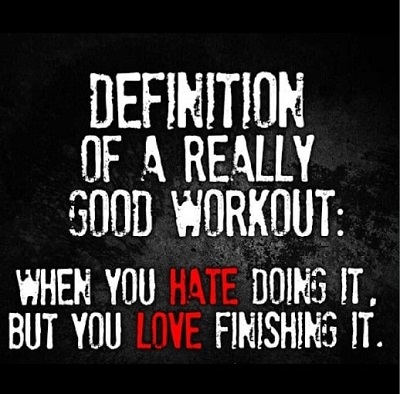 DEFINITION
OF A REALLY
GOOD WORKOUT:
WHEN YOU HATE DOING IT,
BUT YOU LOVE FINISHING IT.